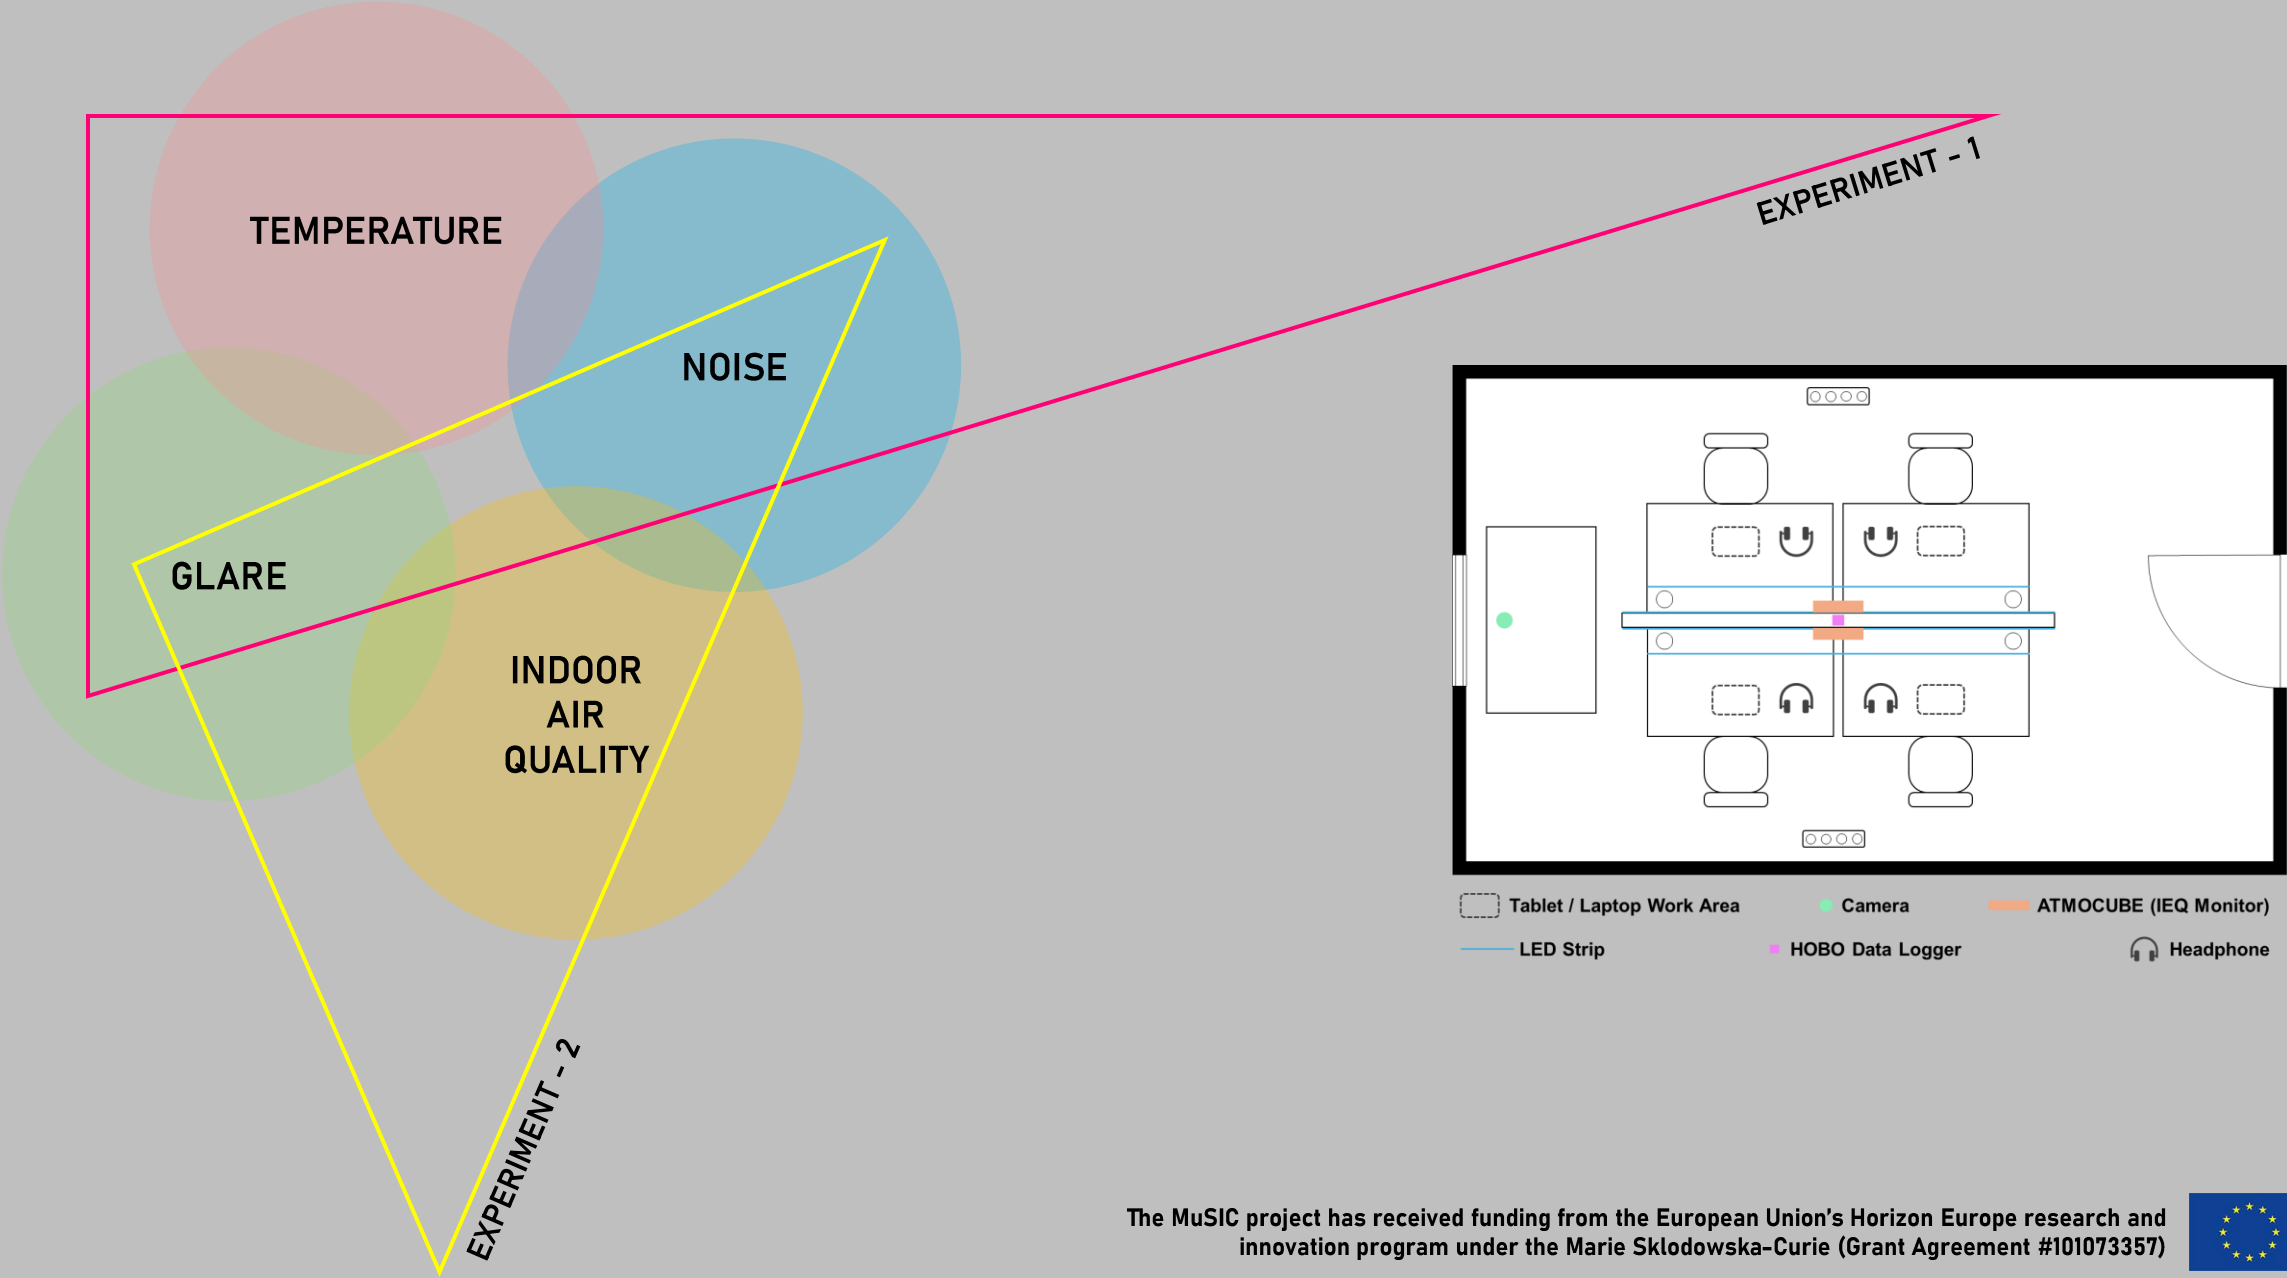 TEMPERATURE
EXPERIMENT - 1
NOISE
GLARE
INDOOR
AIR
QUALITY
EXPERIMENT - 2
Tablet / Laptop Work Area
Camera
ATMOCUBE (IEQ Monitor)
LED Strip
HOBO Data Logger
Headphone
The MuSIC project has received funding from the European Union's Horizon Europe research and
innovation program under the Marie Sklodowska-Curie (Grant Agreement #101073357)